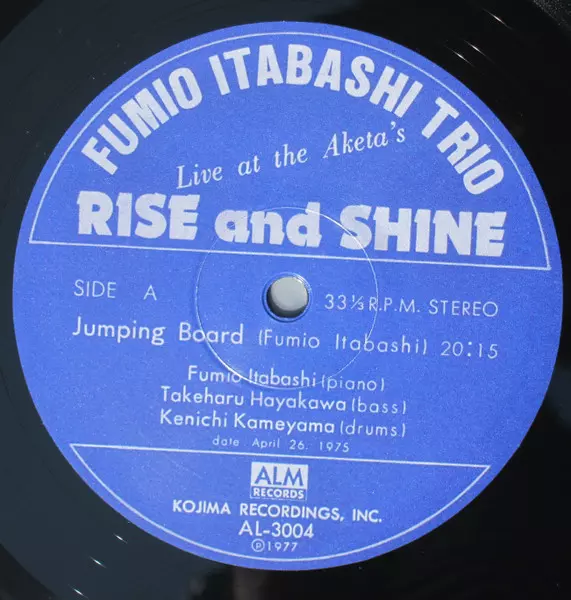 FUMIO ITABASHI TRIO
Live at the Aketa's
RISE and SHINE
SIDE A
33⅓ R.P.M. STEREO
Jumping Board (Fumio Itabashi) 20:15
Fumio Itabashi (piano)
Takeharu Hayakawa (bass)
Kenichi Kameyama (drums)
date April 26. 1975
ALM
RECORDS
KOJIMA RECORDINGS, INC.
AL-3004
Ⓟ1977